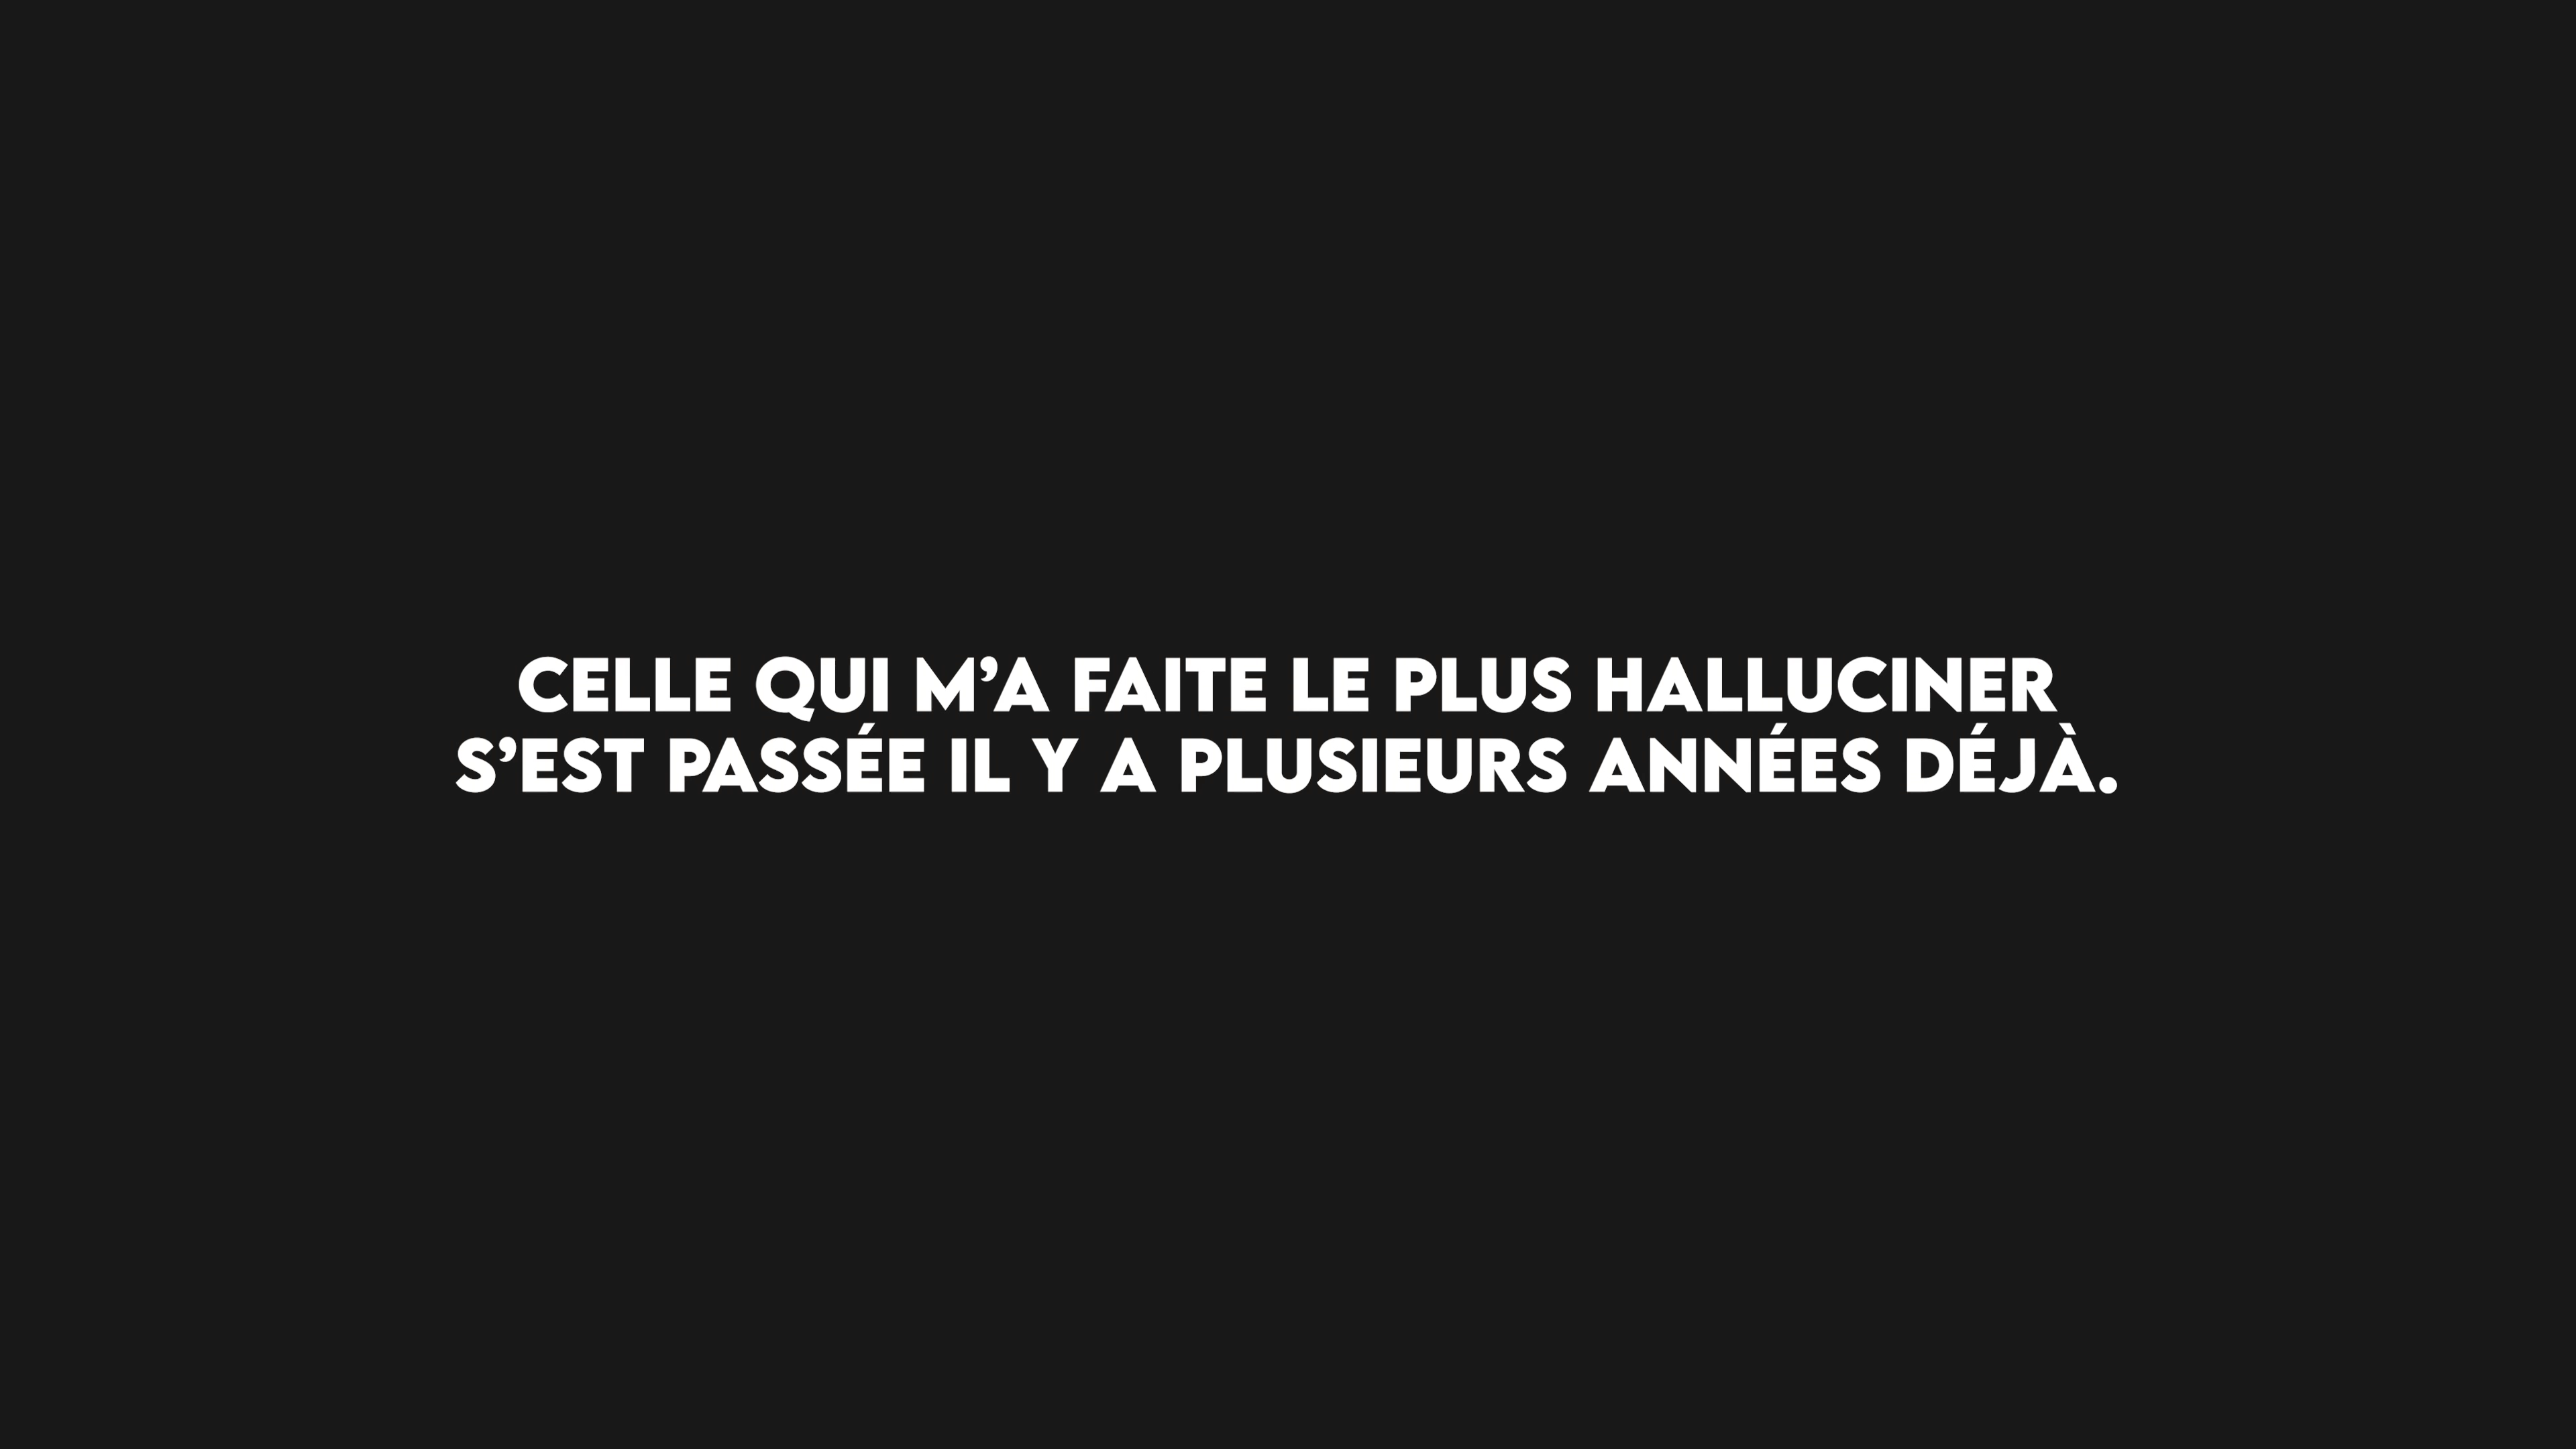 CELLE QUI M’A FAITE LE PLUS HALLUCINER
S’EST PASSÉE IL Y A PLUSIEURS ANNÉES DÉJÀ.